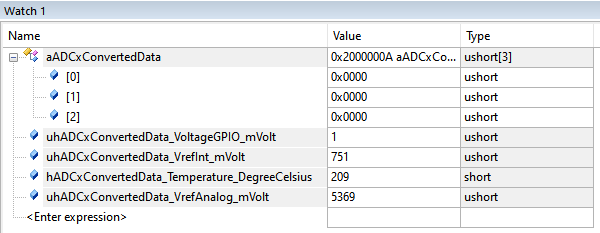 Watch 1
Name Value Type
aADCxConvertedData 0x2000000A aADCxCo... ushort[3]
[0] 0x0000 ushort
[1] 0x0000 ushort
[2] 0x0000 ushort
uhADCxConvertedData_VoltageGPIO_mVolt 1 ushort
uhADCxConvertedData_VrefInt_mVolt 751 ushort
hADCxConvertedData_Temperature_DegreeCelsius 209 short
uhADCxConvertedData_VrefAnalog_mVolt 5369 ushort
<Enter expression>